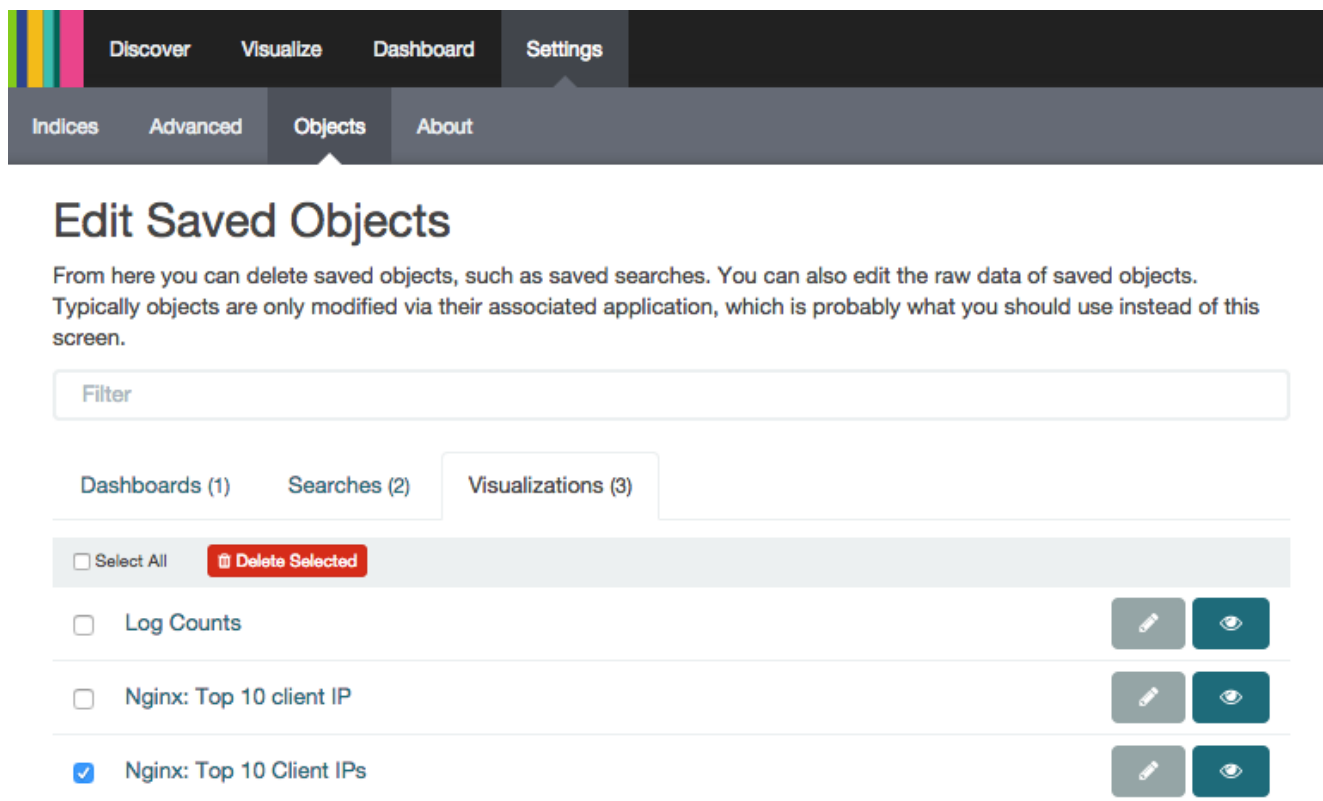 Discover Visualize Dashboard Settings
Indices Advanced Objects About
Edit Saved Objects
From here you can delete saved objects, such as saved searches. You can also edit the raw data of saved objects.
Typically objects are only modified via their associated application, which is probably what you should use instead of this
screen.
Filter
Dashboards (1) Searches (2) Visualizations (3)
Select All Delete Selected
Log Counts
Nginx: Top 10 client IP
Nginx: Top 10 Client IPs